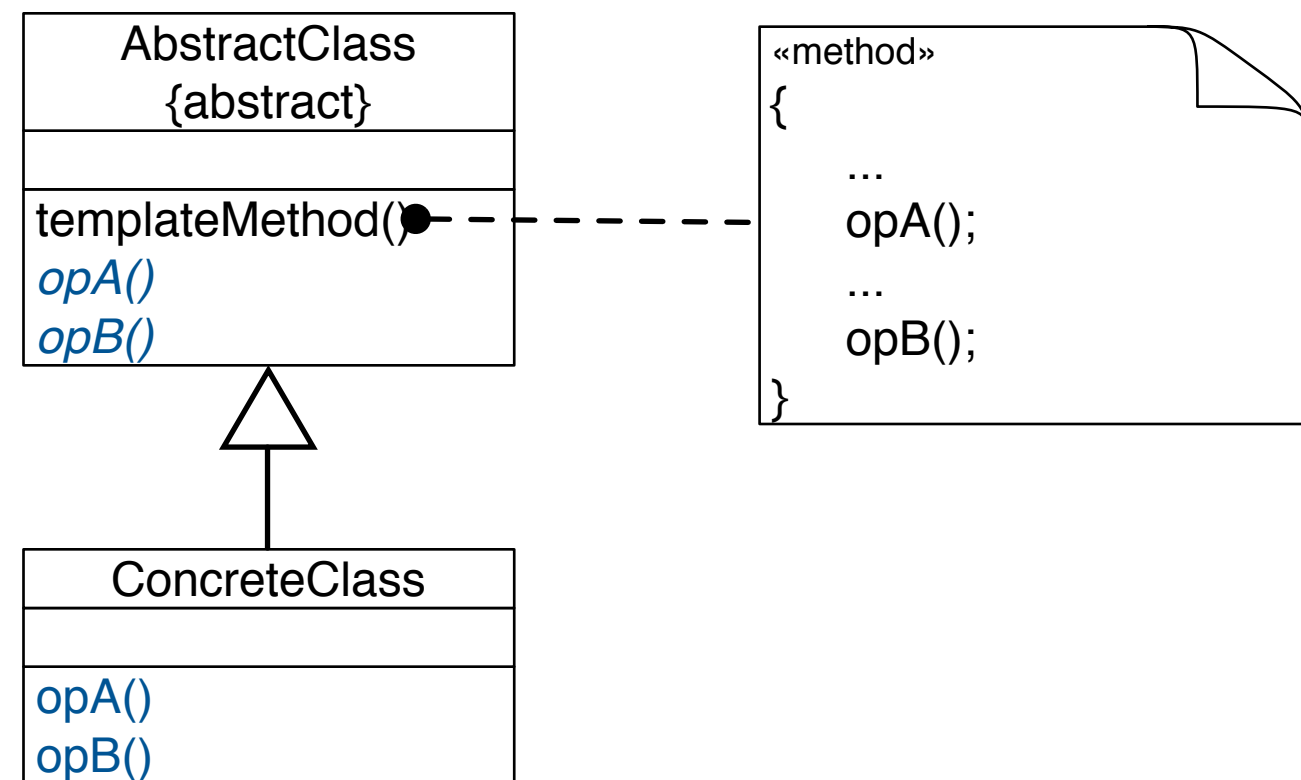 AbstractClass
{abstract}
templateMethod()
opA()
opB()
«method»
{
...
opA();
...
opB();
}
ConcreteClass
opA()
opB()